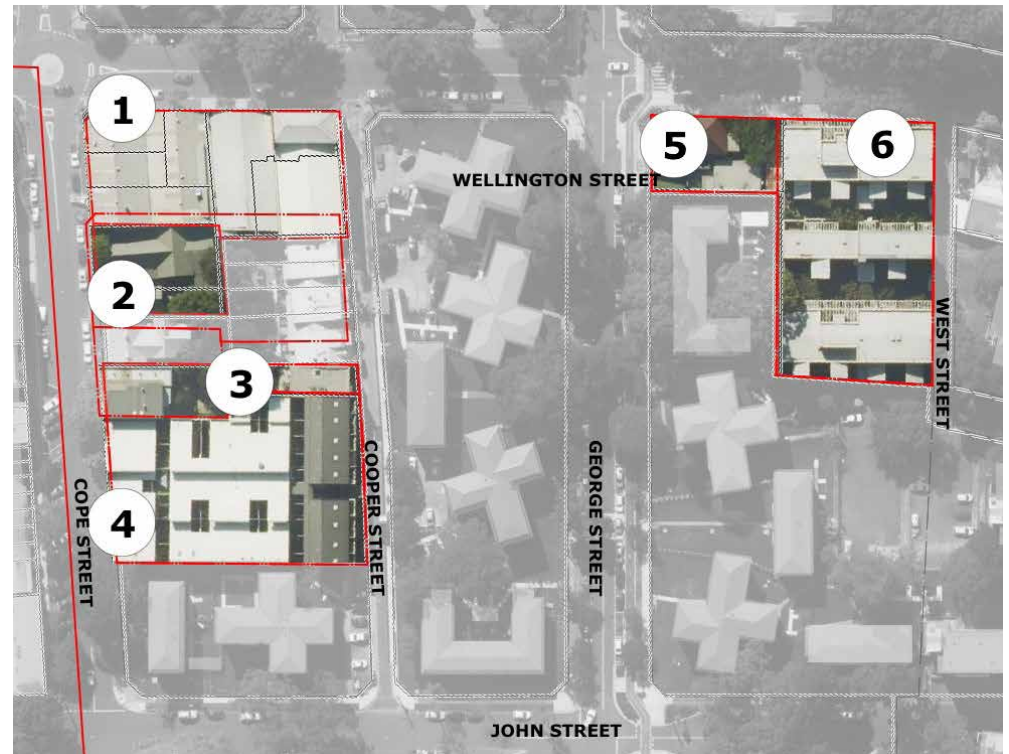 1
5
6
WELLINGTON STREET
2
WEST STREET
3
COOPER STREET
GEORGE STREET
COPE STREET
4
JOHN STREET